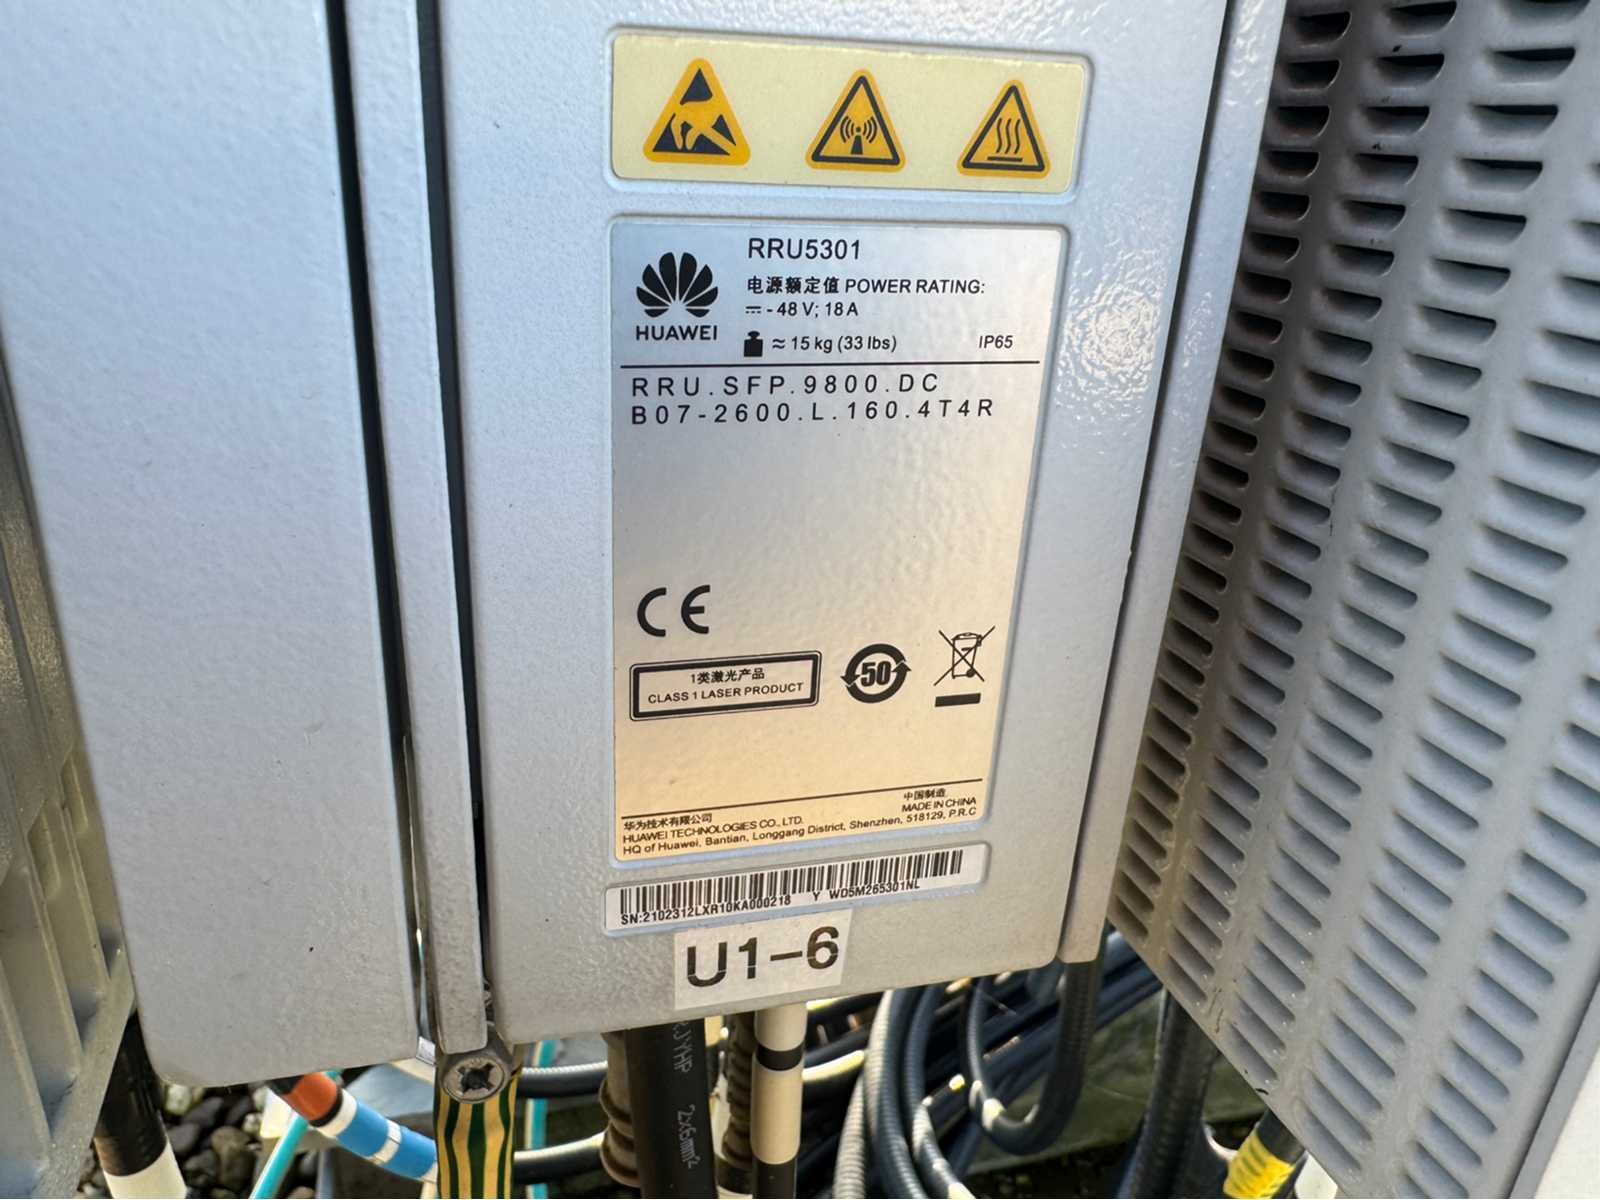 RRU5301
电源额定值 POWER RATING:
⎓ - 48 V; 18 A
HUAWEI
≈ 15 kg (33 lbs)
IP65
RRU.SFP.9800.DC
B07-2600.L.160.4T4R
CE
1类激光产品
CLASS 1 LASER PRODUCT
50
中国制造
MADE IN CHINA
华为技术有限公司
HUAWEI TECHNOLOGIES CO., LTD.
HQ of Huawei, Bantian, Longgang District, Shenzhen, 518129, P.R.C
SN:2102312LXR10KA000218 Y WD5M265301NL
U1-6
2x6mm²